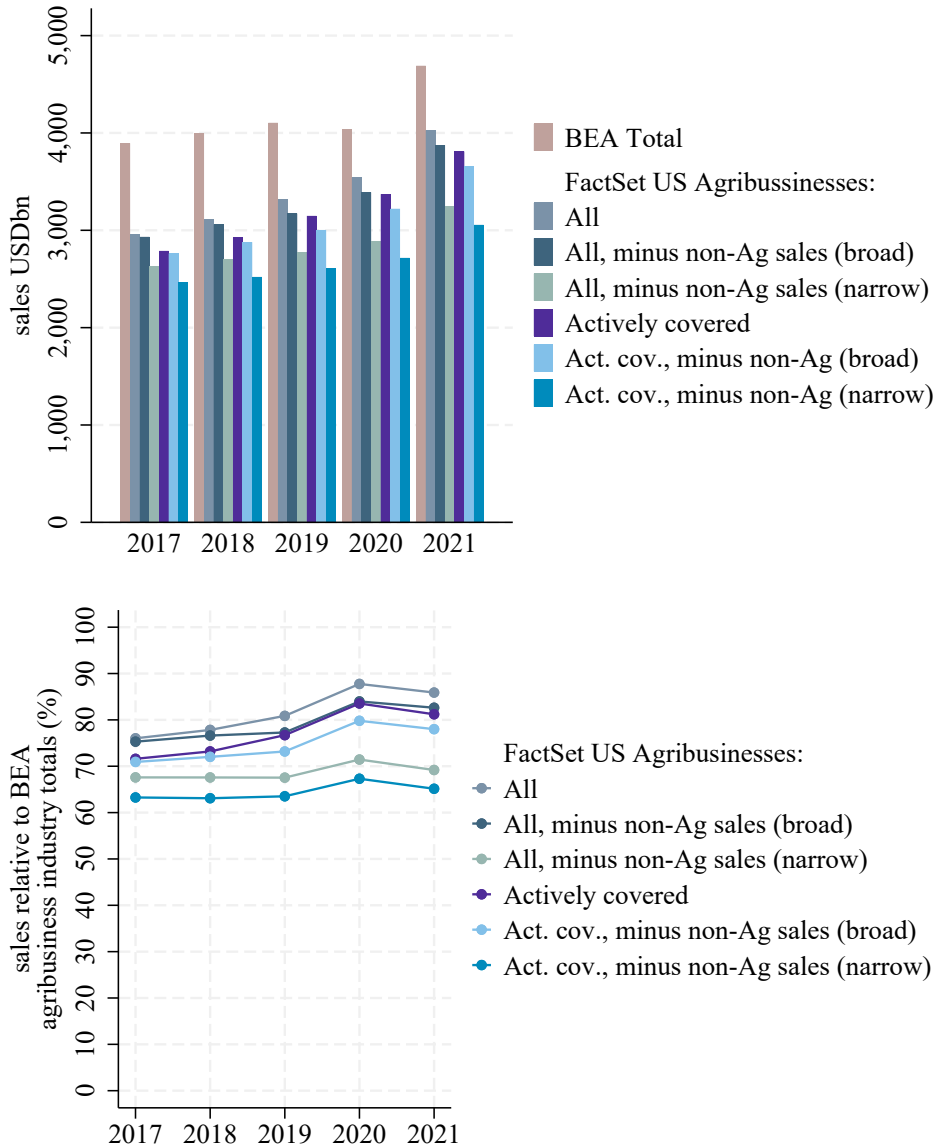 sales USDbn
5,000
4,000
3,000
2,000
1,000
0
2017 2018 2019 2020 2021
BEA Total
FactSet US Agribussinesses:
All
All, minus non-Ag sales (broad)
All, minus non-Ag sales (narrow)
Actively covered
Act. cov., minus non-Ag (broad)
Act. cov., minus non-Ag (narrow)
sales relative to BEA
agribusiness industry totals (%)
100
90
80
70
60
50
40
30
20
10
0
2017 2018 2019 2020 2021
FactSet US Agribusinesses:
All
All, minus non-Ag sales (broad)
All, minus non-Ag sales (narrow)
Actively covered
Act. cov., minus non-Ag sales (broad)
Act. cov., minus non-Ag sales (narrow)